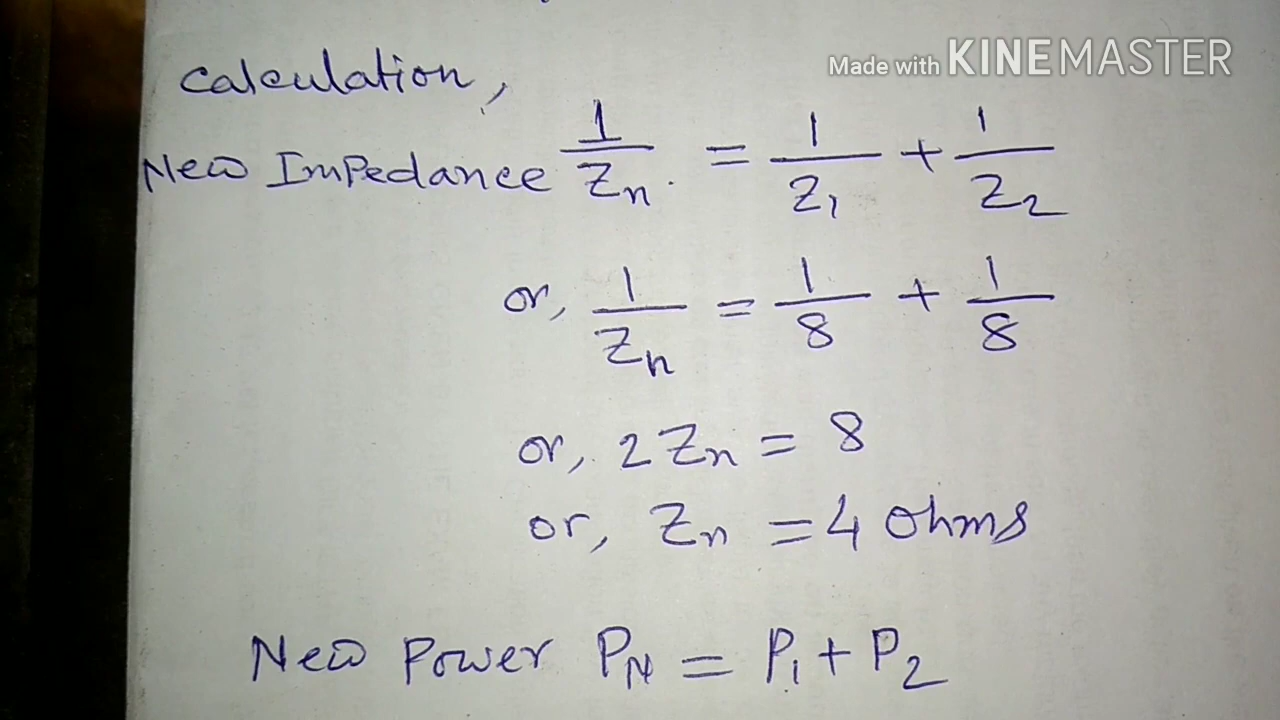 Made with KINEMASTER
calculation,
New Impedance 1/Zn. = 1/Z1 + 1/Z2
or, 1/Zn = 1/8 + 1/8
or, 2Zn = 8
or, Zn = 4 Ohms
New Power PN = P1 + P2